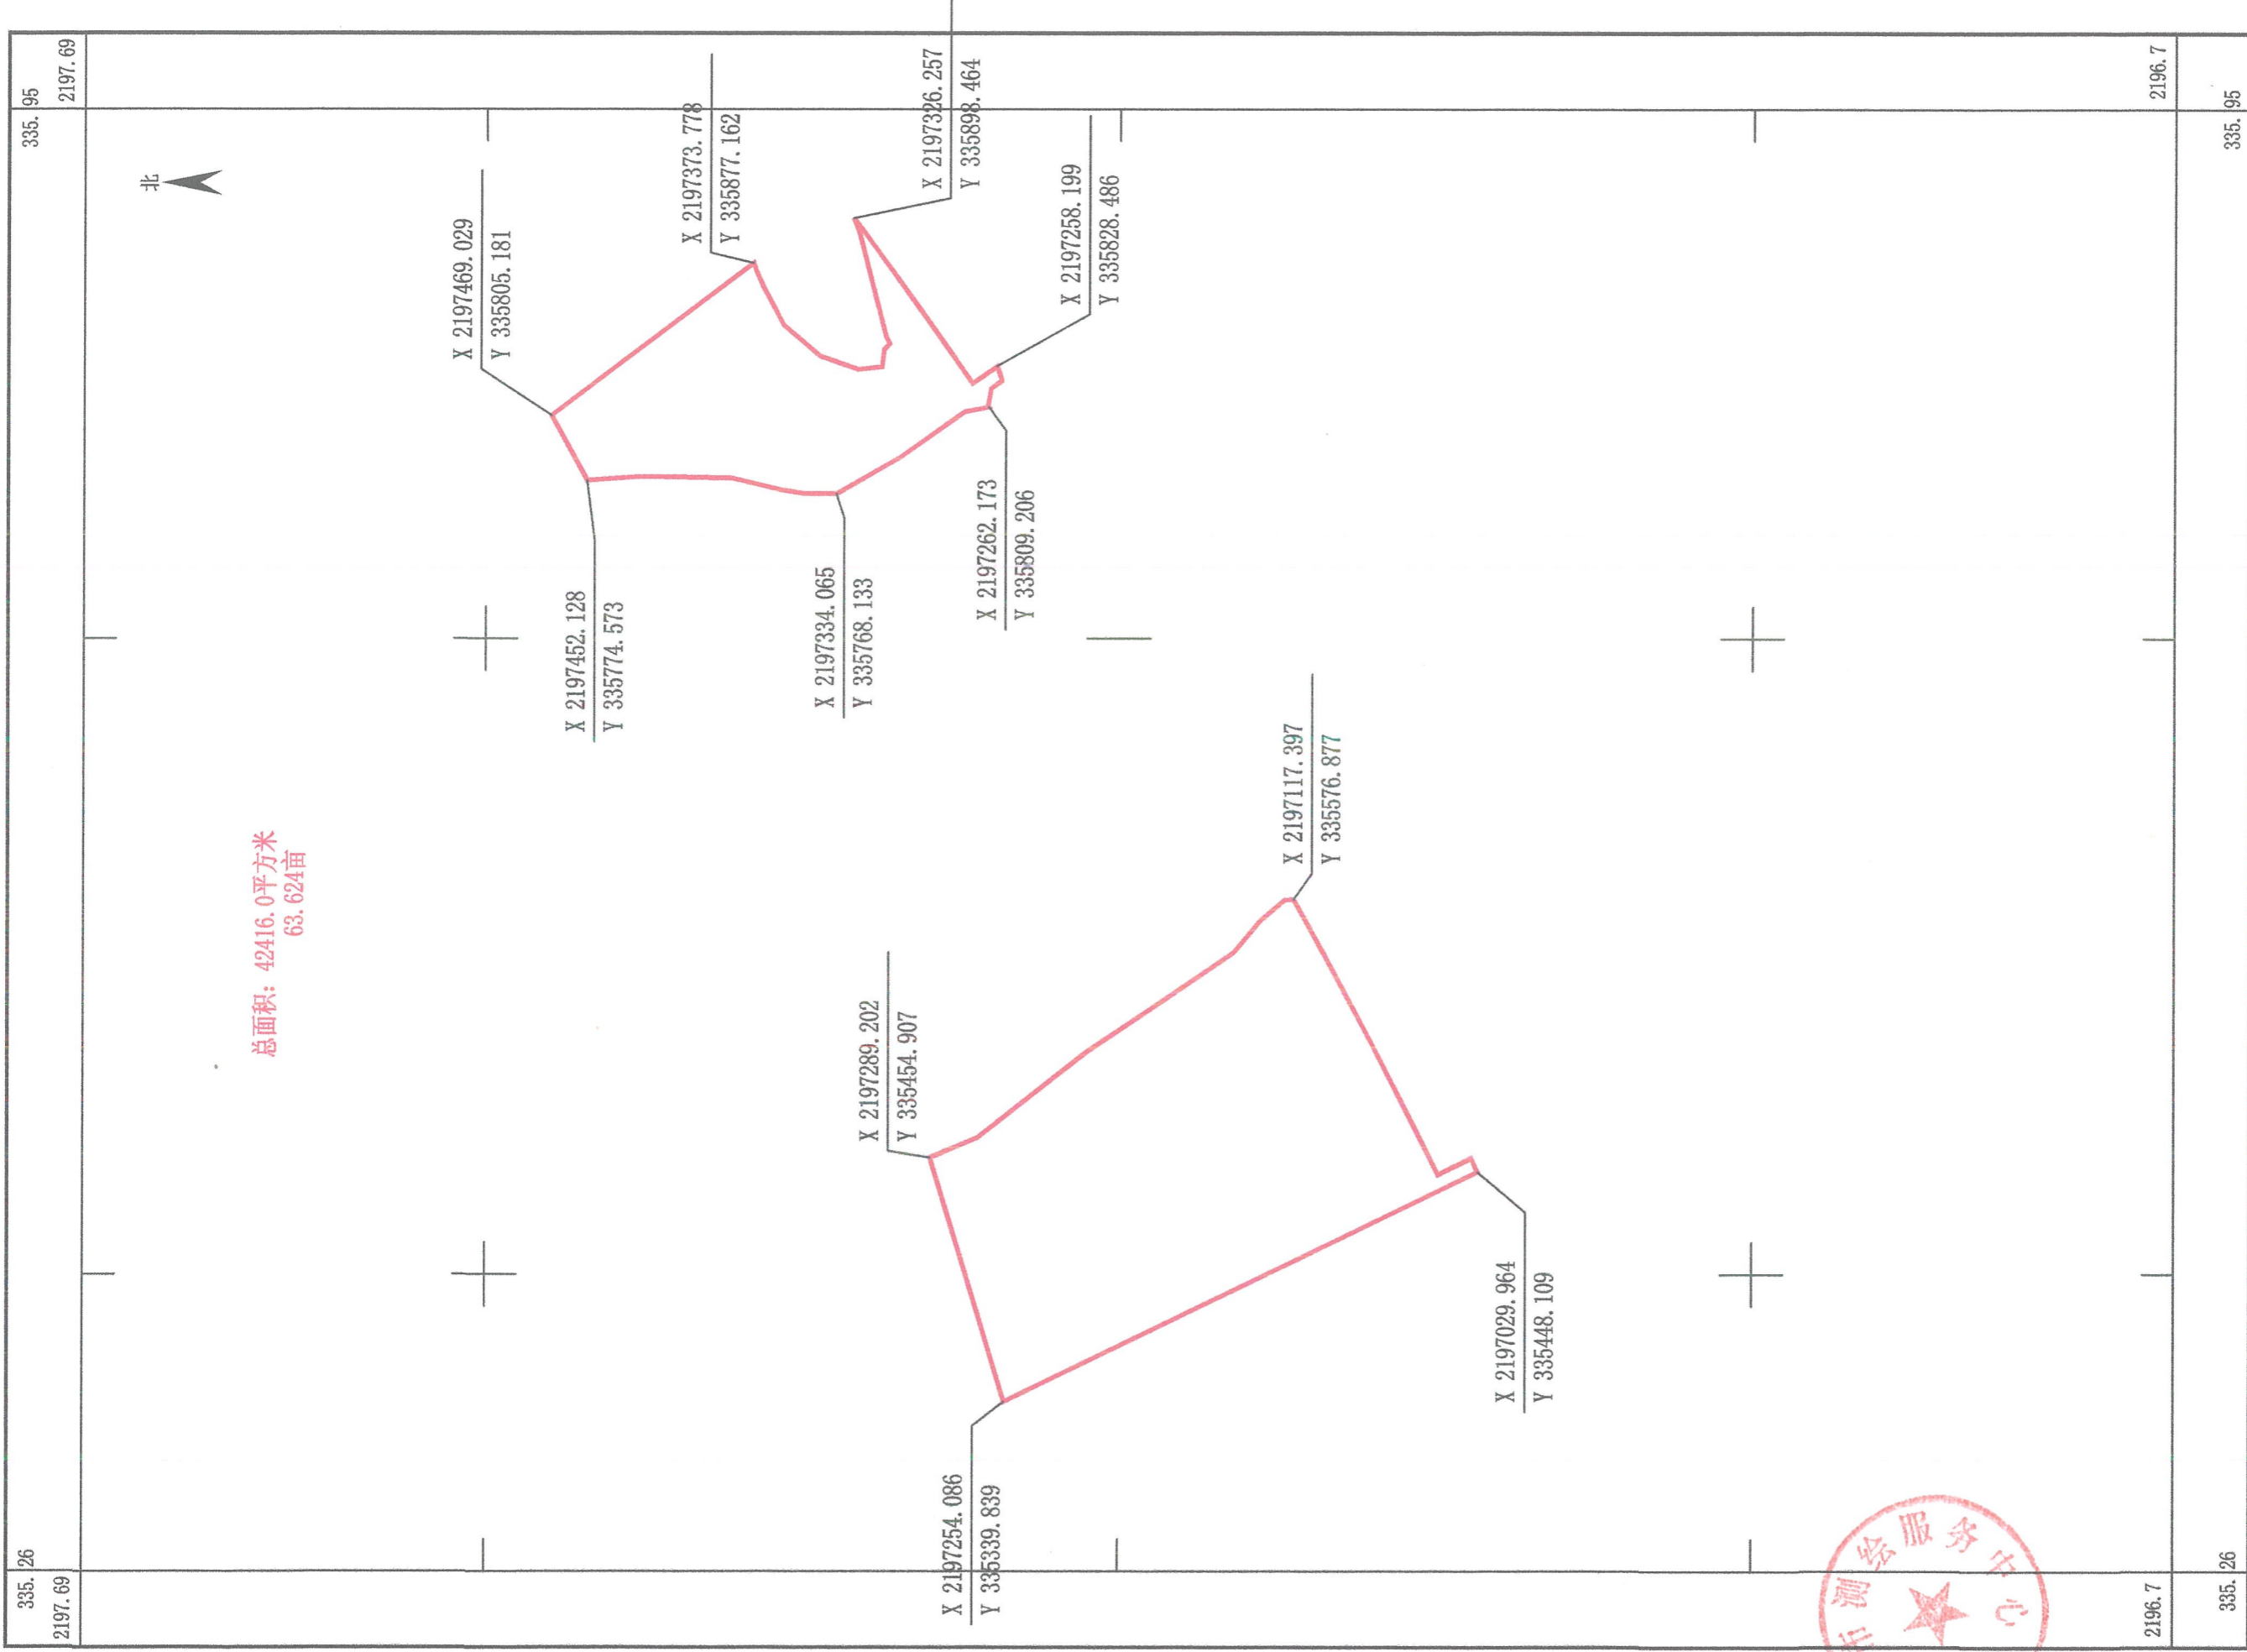 335.26
335.95
2197.69
2197.69
北
总面积：42416.0平方米
63.624亩
X 2197469.029
Y 335805.181
X 2197373.778
Y 335877.162
X 2197452.128
Y 335774.573
X 2197326.257
Y 335898.464
X 2197334.065
Y 335768.133
X 2197258.199
Y 335828.486
X 2197262.173
Y 335809.206
X 2197289.202
Y 335454.907
X 2197254.086
Y 335339.839
X 2197117.397
Y 335576.877
X 2197029.964
Y 335448.109
市测绘服务中心
2196.7
2196.7
335.26
335.95